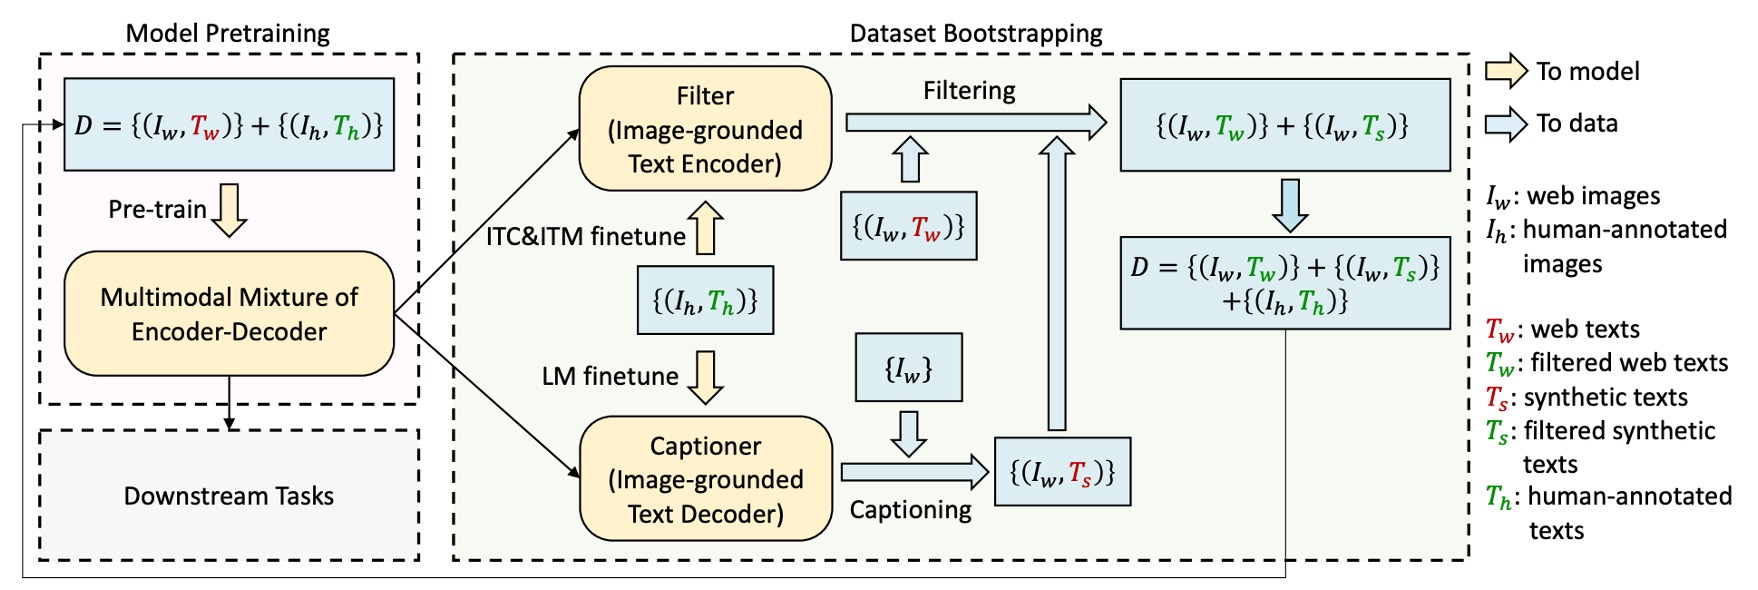 Model Pretraining
D = {(I_w, T_w)} + {(I_h, T_h)}
Pre-train
Multimodal Mixture of
Encoder-Decoder
Downstream Tasks
Dataset Bootstrapping
Filter
(Image-grounded
Text Encoder)
ITC&ITM finetune
{(I_h, T_h)}
LM finetune
Captioner
(Image-grounded
Text Decoder)
Filtering
{(I_w, T_w)}
{I_w}
Captioning
{(I_w, T_s)}
{(I_w, T_w)} + {(I_w, T_s)}
D = {(I_w, T_w)} + {(I_w, T_s)}
+{(I_h, T_h)}
To model
To data
I_w: web images
I_h: human-annotated
images
T_w: web texts
T_w: filtered web texts
T_s: synthetic texts
T_s: filtered synthetic
texts
T_h: human-annotated
texts